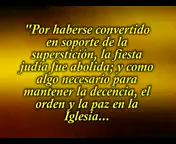 "Por haberse convertido
en soporte de la
superstición, la fiesta
judía fue abolida; y como
algo necesario para
mantener la decencia, el
orden y la paz en la
Iglesia...